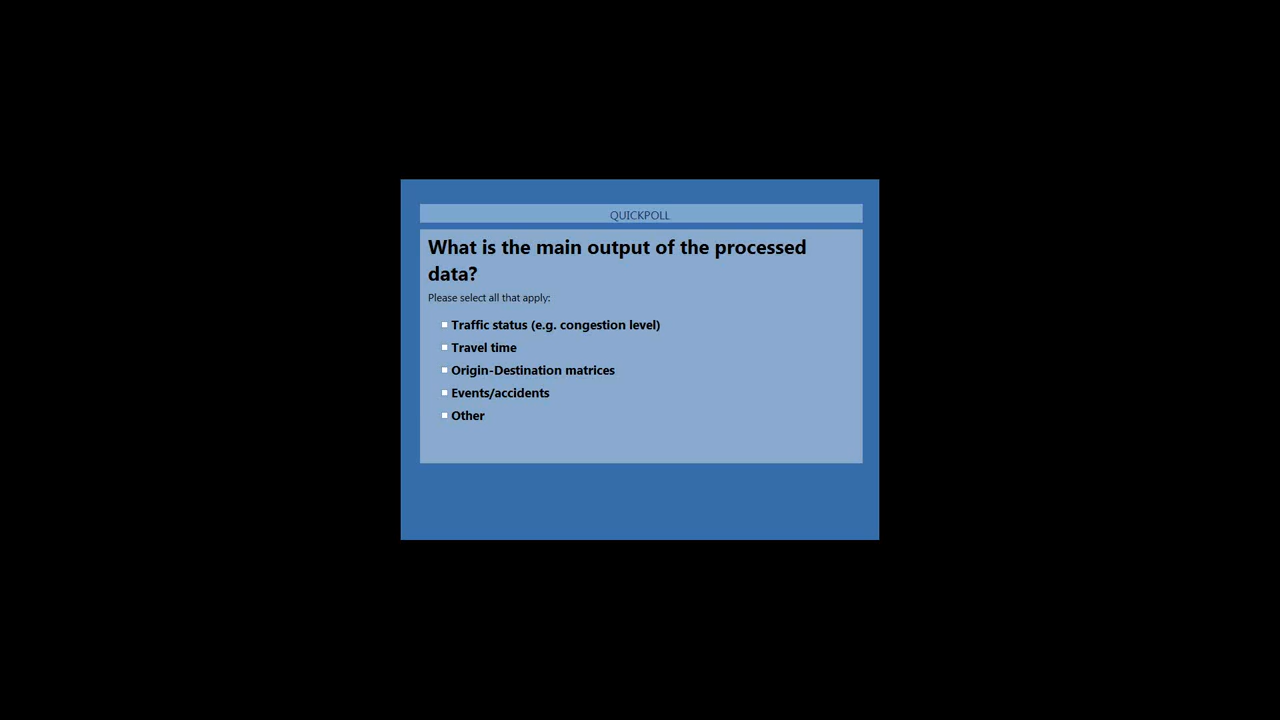 QUICKPOLL
What is the main output of the processed
data?
Please select all that apply:
Traffic status (e.g. congestion level)
Travel time
Origin-Destination matrices
Events/accidents
Other